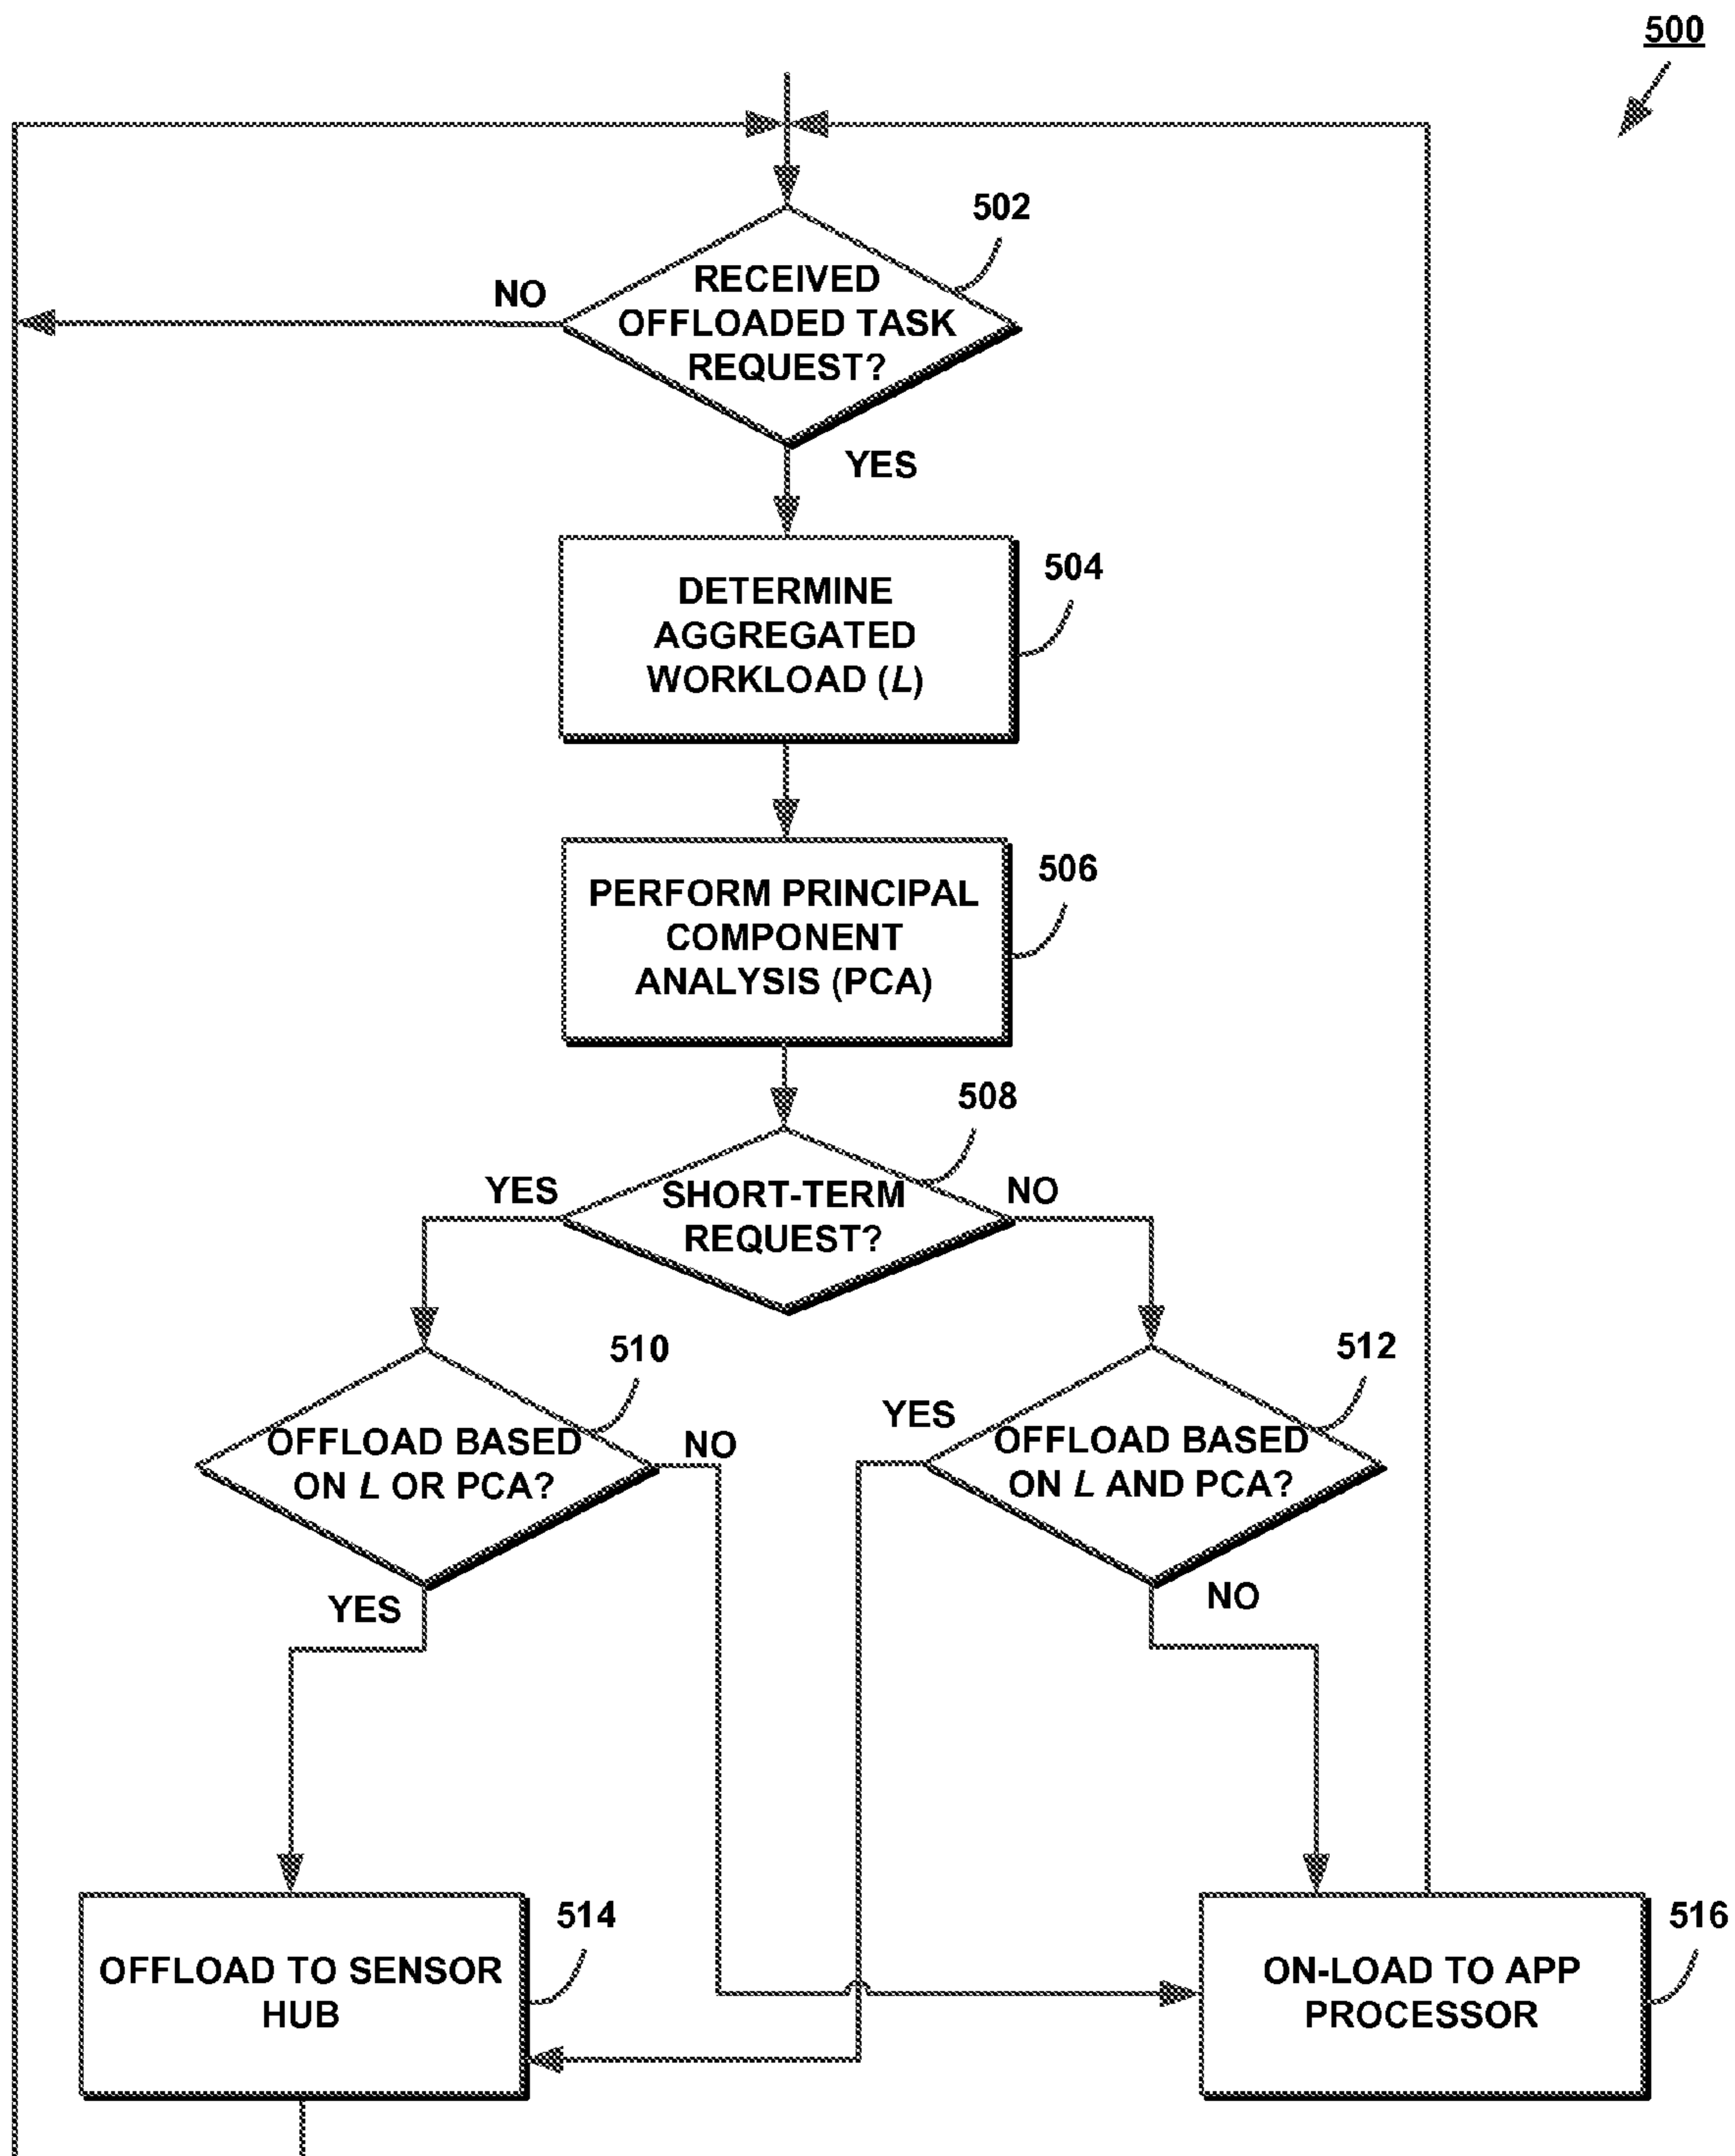 500
502
RECEIVED
OFFLOADED TASK
REQUEST?
NO
YES
504
DETERMINE
AGGREGATED
WORKLOAD (L)
506
PERFORM PRINCIPAL
COMPONENT
ANALYSIS (PCA)
508
YES
SHORT-TERM
REQUEST?
NO
510
OFFLOAD BASED
ON L OR PCA?
NO
YES
512
YES
OFFLOAD BASED
ON L AND PCA?
NO
514
OFFLOAD TO SENSOR
HUB
516
ON-LOAD TO APP
PROCESSOR